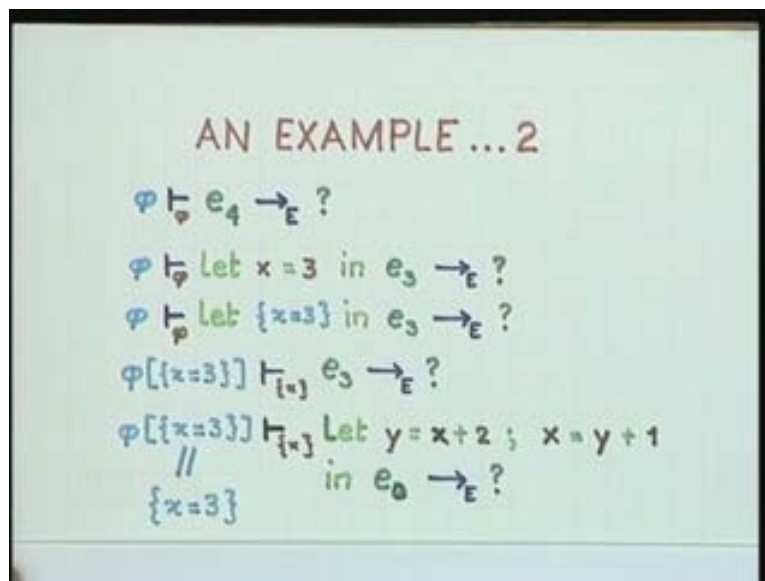 AN EXAMPLE ... 2
φ ⊢φ e₄ →E ?
φ ⊢φ Let x = 3 in e₃ →E ?
φ ⊢φ Let {x=3} in e₃ →E ?
φ[{x=3}] ⊢{x} e₃ →E ?
φ[{x=3}] ⊢{x} Let y = x + 2 ; x = y + 1
// in e₀ →E ?
{x=3}